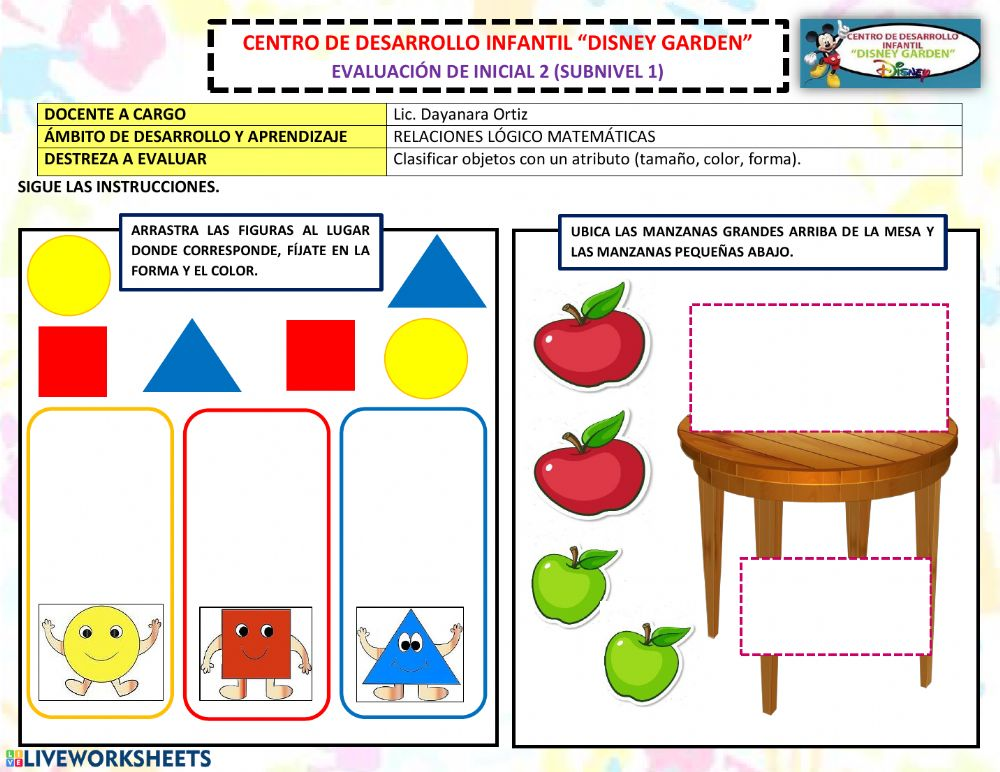 CENTRO DE DESARROLLO INFANTIL “DISNEY GARDEN”
EVALUACIÓN DE INICIAL 2 (SUBNIVEL 1)
CENTRO DE DESARROLLO
INFANTIL
“DISNEY GARDEN”
Disney
DOCENTE A CARGO Lic. Dayanara Ortiz
ÁMBITO DE DESARROLLO Y APRENDIZAJE RELACIONES LÓGICO MATEMÁTICAS
DESTREZA A EVALUAR Clasificar objetos con un atributo (tamaño, color, forma).
SIGUE LAS INSTRUCCIONES.
ARRASTRA LAS FIGURAS AL LUGAR
DONDE CORRESPONDE, FÍJATE EN LA
FORMA Y EL COLOR.
UBICA LAS MANZANAS GRANDES ARRIBA DE LA MESA Y
LAS MANZANAS PEQUEÑAS ABAJO.
LIVE LIVEWORKSHEETS